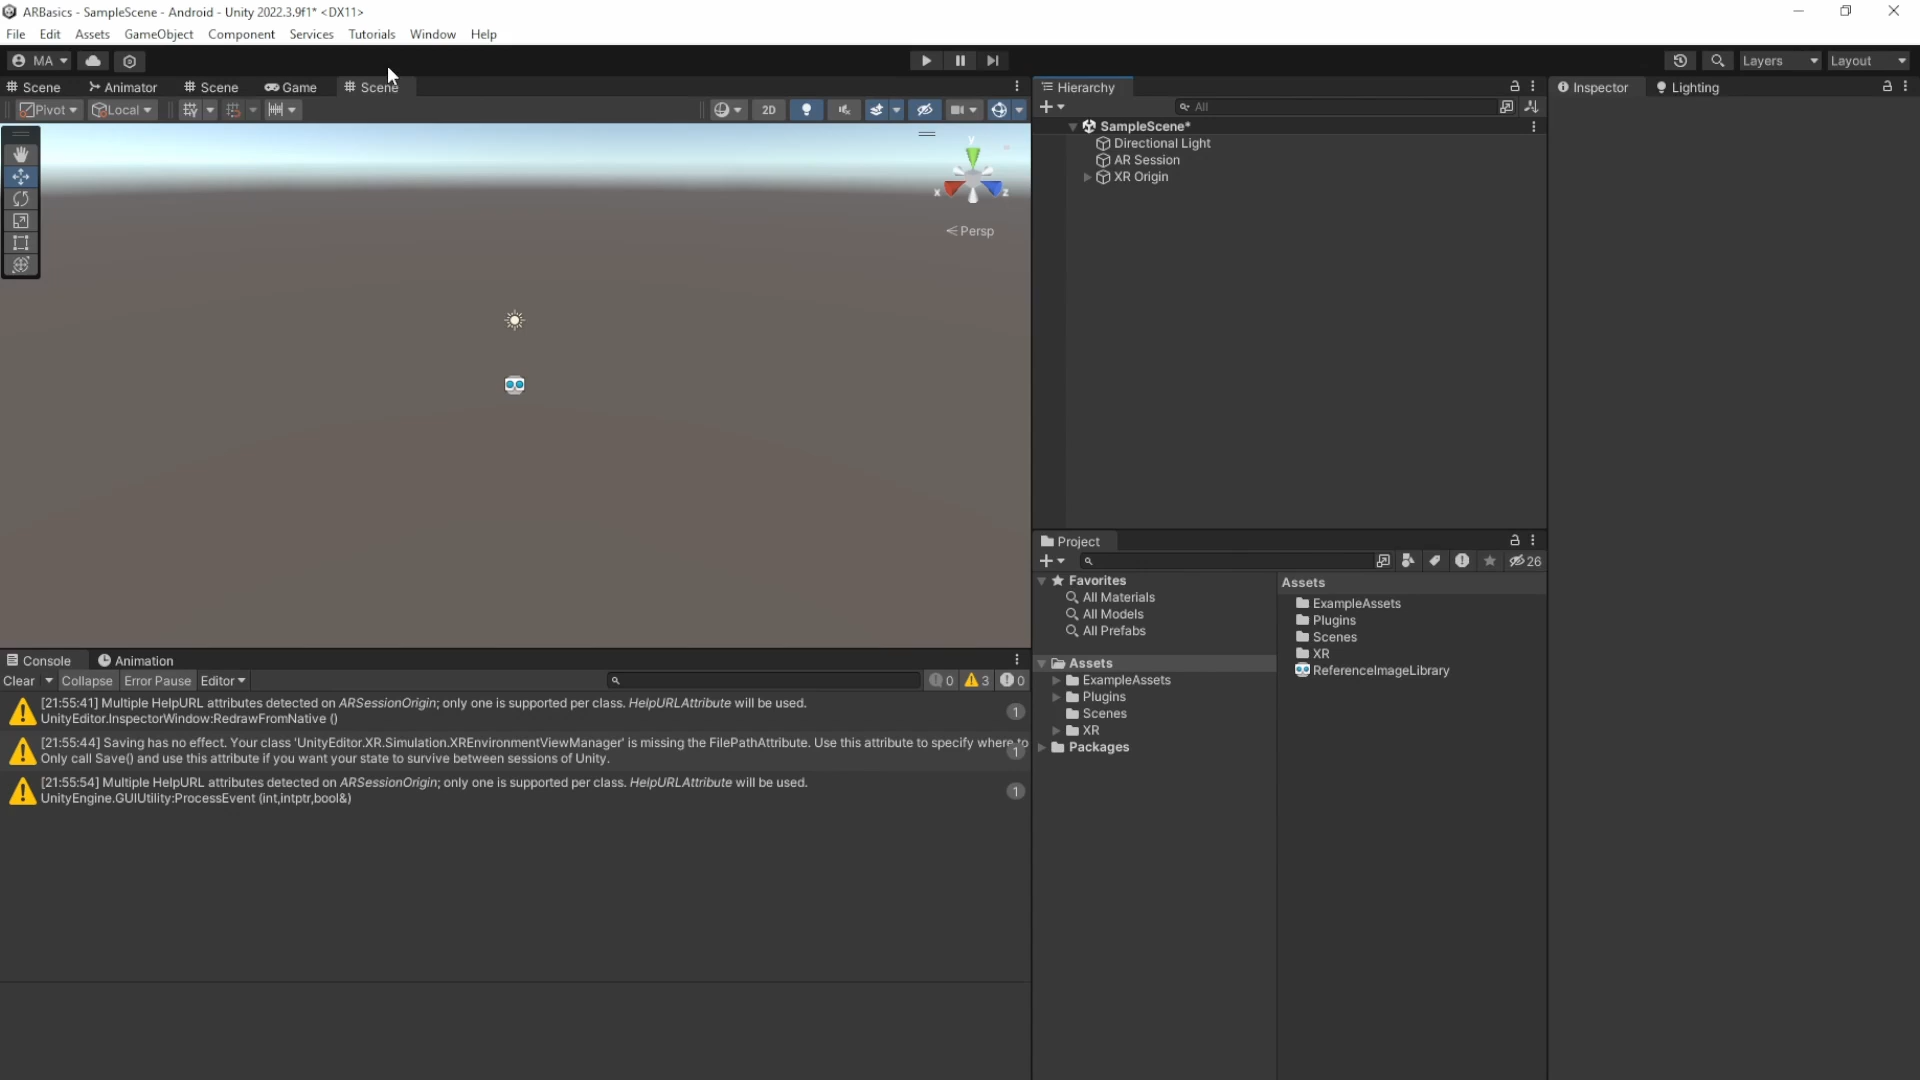 ARBasics - SampleScene - Android - Unity 2022.3.9f1* <DX11>
File Edit Assets GameObject Component Services Tutorials Window Help
MA
Layers Layout
Scene Animator Scene Game Scene
Pivot Local 2D
y
x z
Persp
Hierarchy
All
SampleScene*
Directional Light
AR Session
XR Origin
Inspector Lighting
Project
26
Favorites
All Materials
All Models
All Prefabs
Assets
ExampleAssets
Plugins
Scenes
XR
Packages
Assets
ExampleAssets
Plugins
Scenes
XR
ReferenceImageLibrary
Console Animation
Clear Collapse Error Pause Editor 0 3 0
[21:55:41] Multiple HelpURL attributes detected on ARSessionOrigin; only one is supported per class. HelpURLAttribute will be used.
UnityEditor.InspectorWindow:RedrawFromNative ()
1
[21:55:44] Saving has no effect. Your class 'UnityEditor.XR.Simulation.XREnvironmentViewManager' is missing the FilePathAttribute. Use this attribute to specify where to
Only call Save() and use this attribute if you want your state to survive between sessions of Unity.
1
[21:55:54] Multiple HelpURL attributes detected on ARSessionOrigin; only one is supported per class. HelpURLAttribute will be used.
UnityEngine.GUIUtility:ProcessEvent (int,intptr,bool&)
1